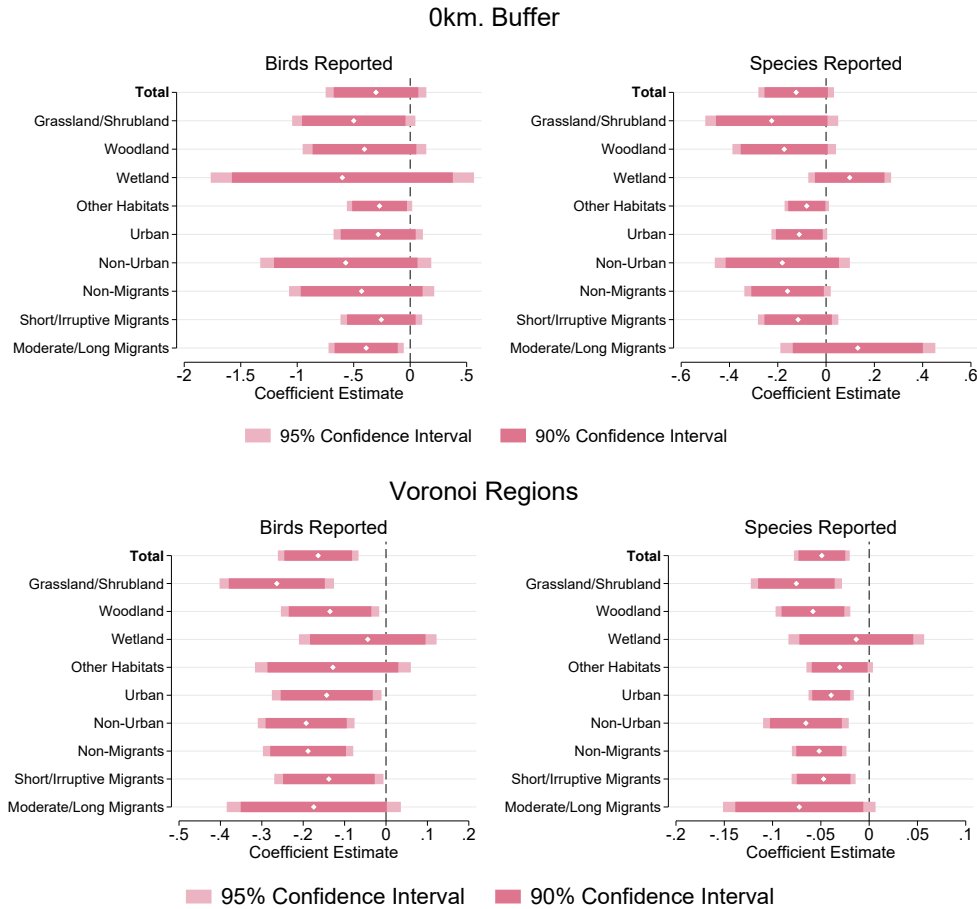 0km. Buffer
Birds Reported
Total
Grassland/Shrubland
Woodland
Wetland
Other Habitats
Urban
Non-Urban
Non-Migrants
Short/Irruptive Migrants
Moderate/Long Migrants
-2 -1.5 -1 -.5 0 .5
Coefficient Estimate
Species Reported
Total
Grassland/Shrubland
Woodland
Wetland
Other Habitats
Urban
Non-Urban
Non-Migrants
Short/Irruptive Migrants
Moderate/Long Migrants
-.6 -.4 -.2 0 .2 .4 .6
Coefficient Estimate
95% Confidence Interval 90% Confidence Interval
Voronoi Regions
Birds Reported
Total
Grassland/Shrubland
Woodland
Wetland
Other Habitats
Urban
Non-Urban
Non-Migrants
Short/Irruptive Migrants
Moderate/Long Migrants
-.5 -.4 -.3 -.2 -.1 0 .1 .2
Coefficient Estimate
Species Reported
Total
Grassland/Shrubland
Woodland
Wetland
Other Habitats
Urban
Non-Urban
Non-Migrants
Short/Irruptive Migrants
Moderate/Long Migrants
-.2 -.15 -.1 -.05 0 .05 .1
Coefficient Estimate
95% Confidence Interval 90% Confidence Interval